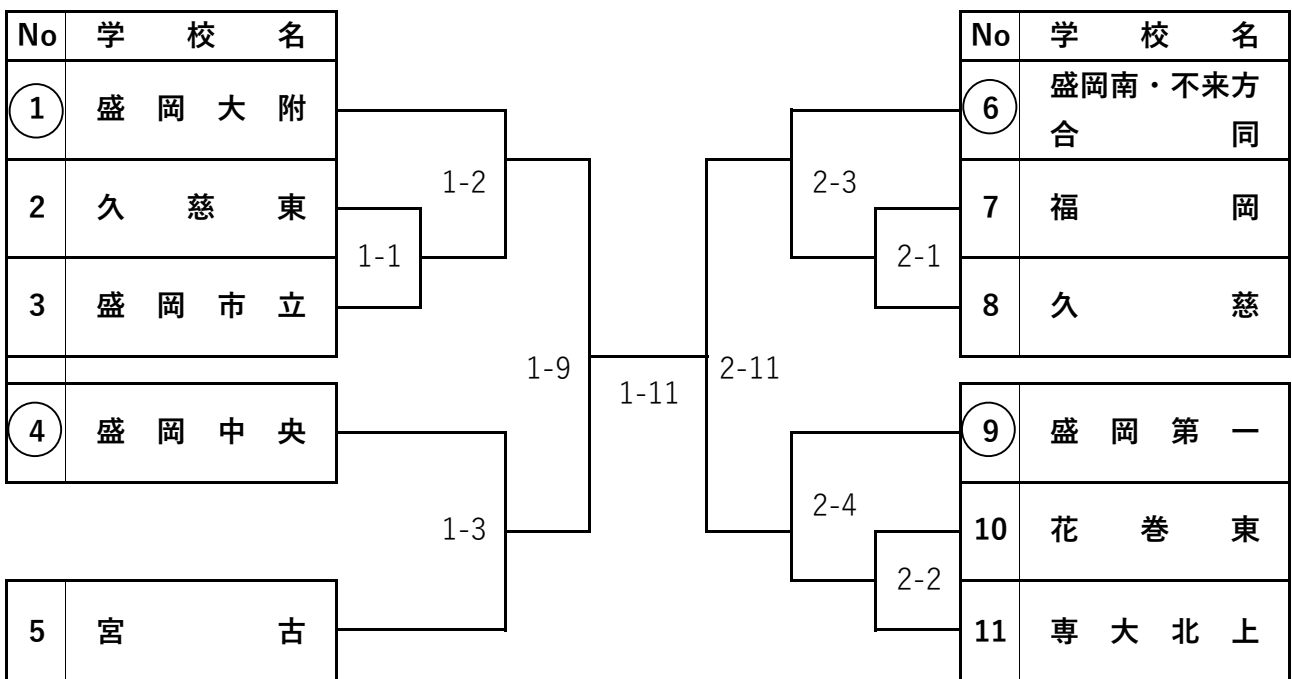 No 学校名
① 盛岡大附
2 久慈東
3 盛岡市立
④ 盛岡中央
5 宮古
1-2
1-1
1-9
1-3
1-11
2-11
2-3
2-1
2-4
2-2
No 学校名
⑥ 盛岡南・不来方
合同
7 福岡
8 久慈
⑨ 盛岡第一
10 花巻東
11 専大北上